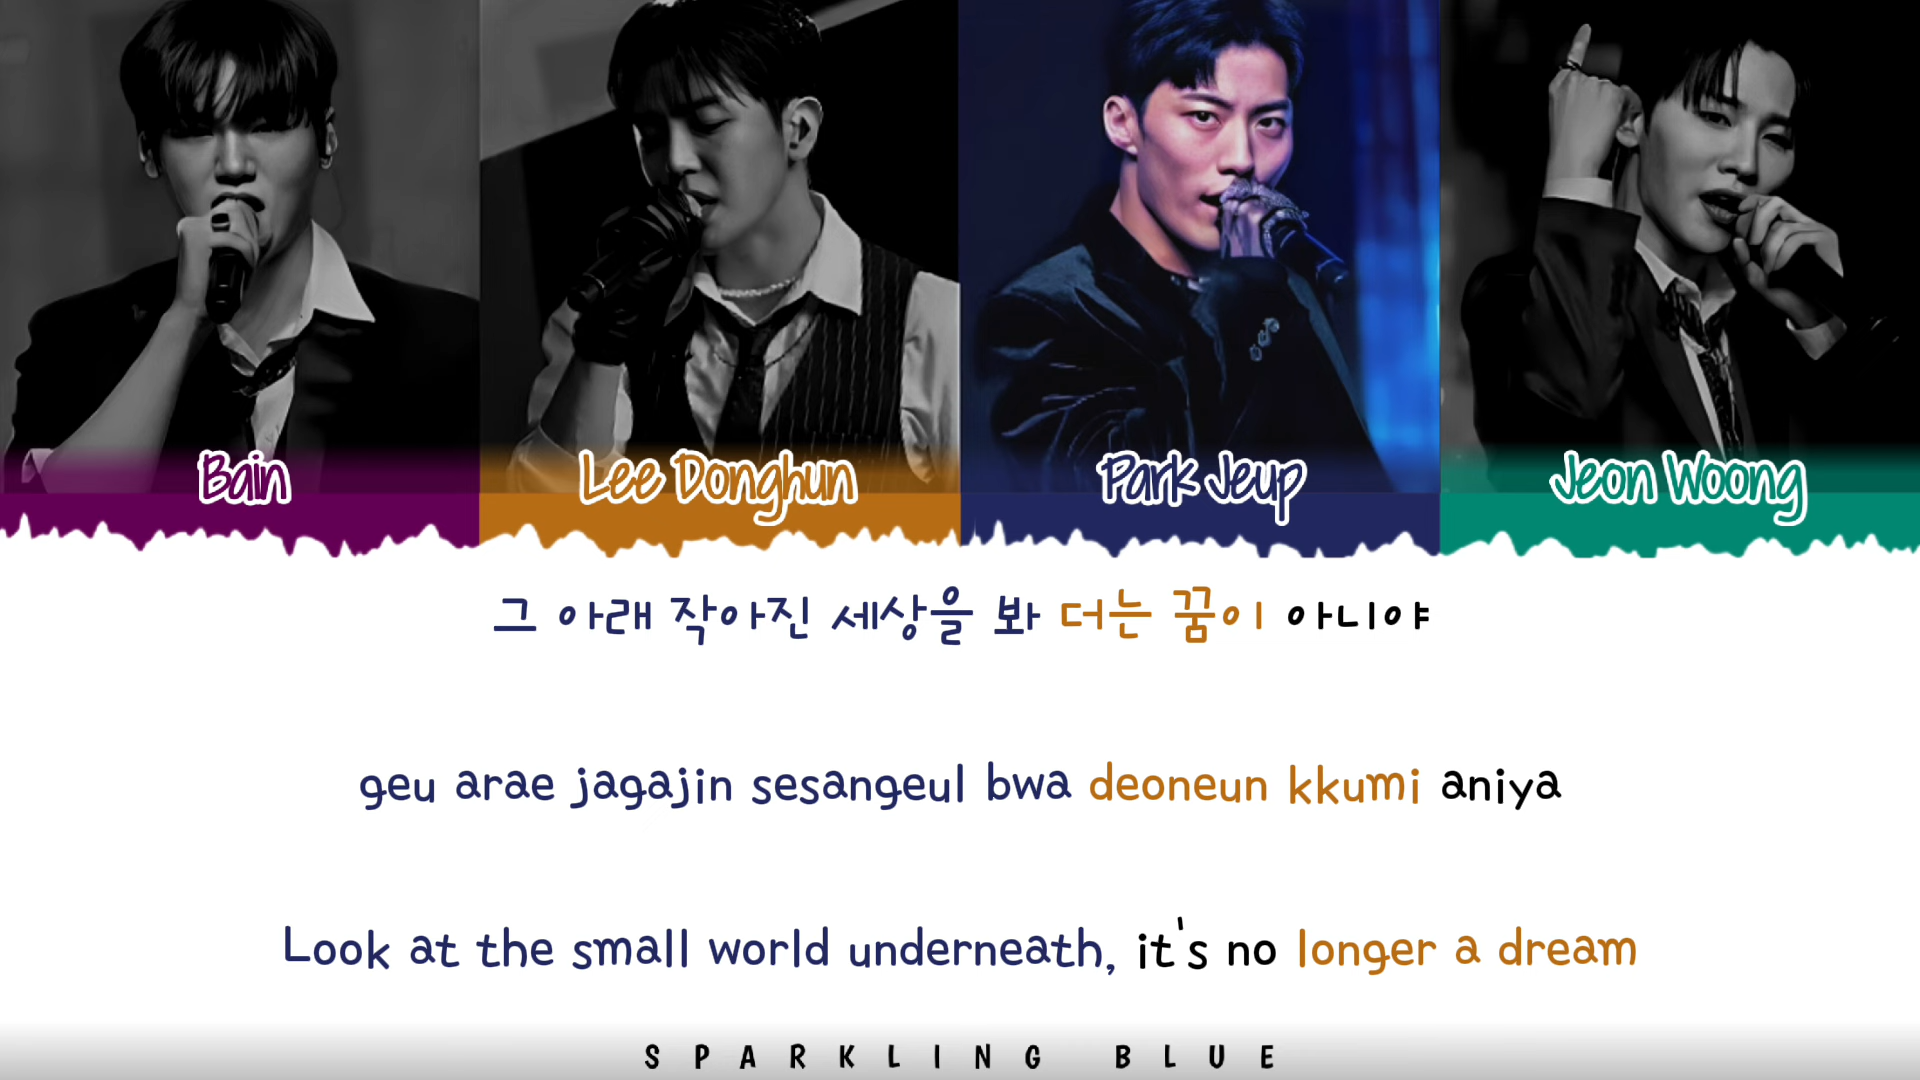 Bain
Lee Donghun
Park Jeup
Jeon Woong
그 아래 작아진 세상을 봐 더는 꿈이 아니야
geu arae jagajin sesangeul bwa deoneun kkumi aniya
Look at the small world underneath, it's no longer a dream
SPARKLING BLUE